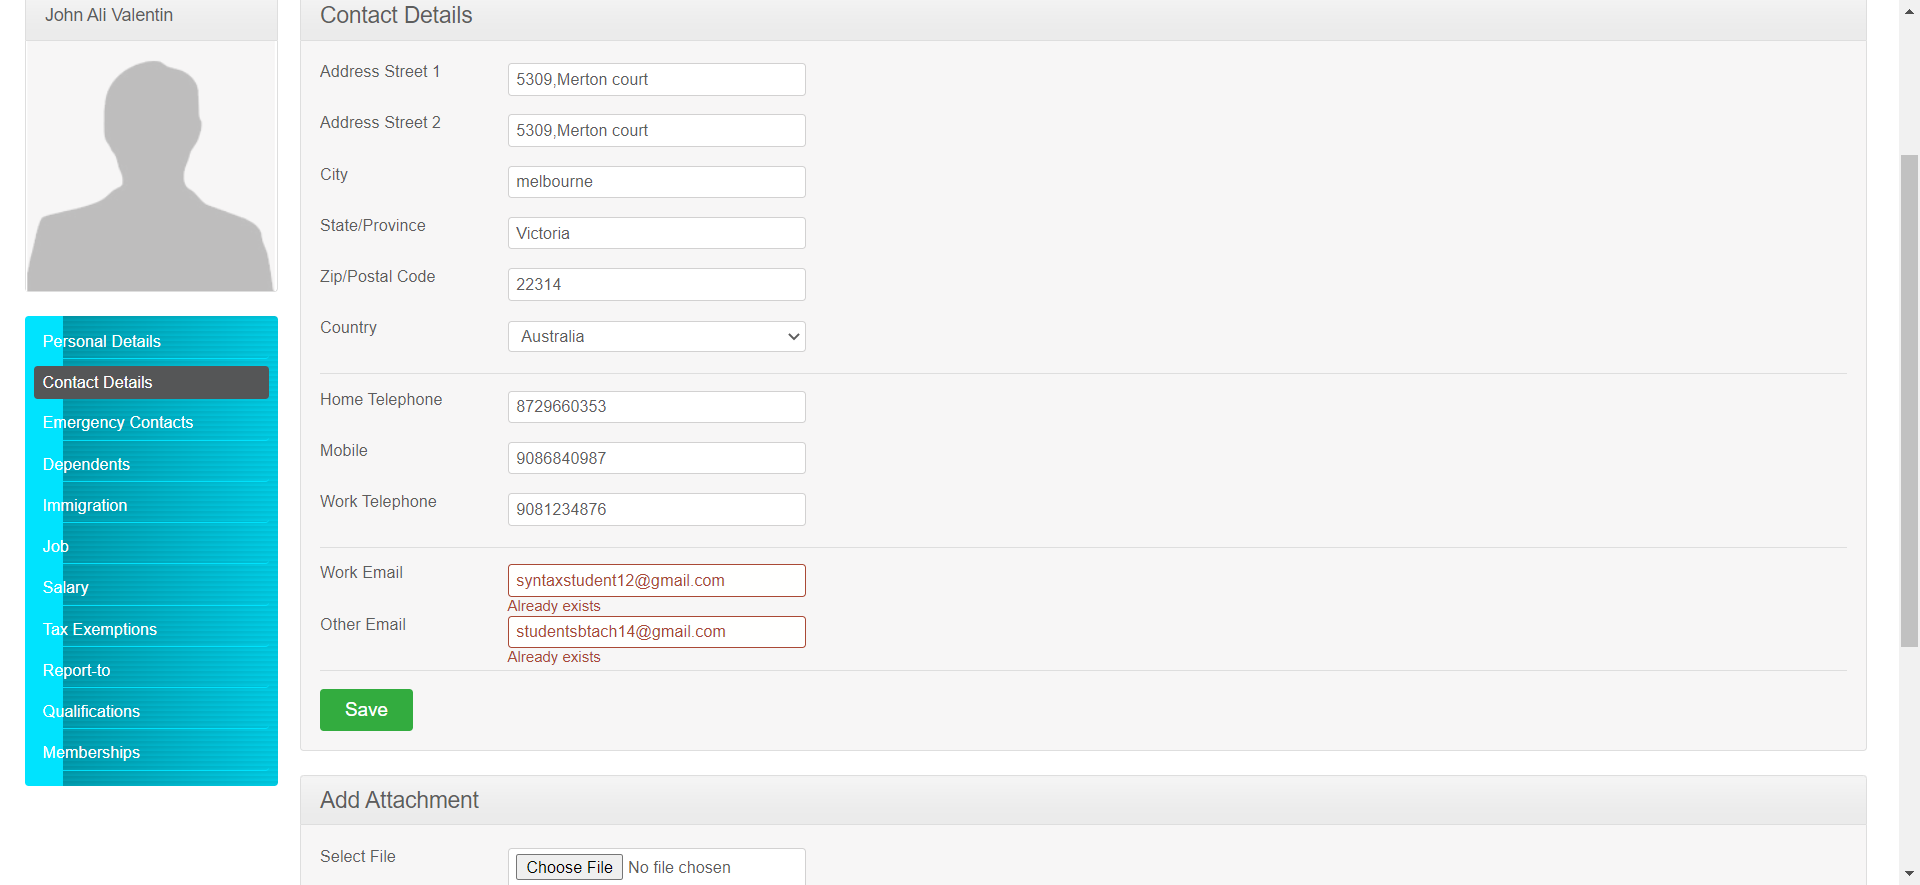 John Ali Valentin
Personal Details
Contact Details
Emergency Contacts
Dependents
Immigration
Job
Salary
Tax Exemptions
Report-to
Qualifications
Memberships
Contact Details
Address Street 1
5309,Merton court
Address Street 2
5309,Merton court
City
melbourne
State/Province
Victoria
Zip/Postal Code
22314
Country
Australia
Home Telephone
8729660353
Mobile
9086840987
Work Telephone
9081234876
Work Email
syntaxstudent12@gmail.com
Already exists
Other Email
studentsbtach14@gmail.com
Already exists
Save
Add Attachment
Select File
Choose File No file chosen